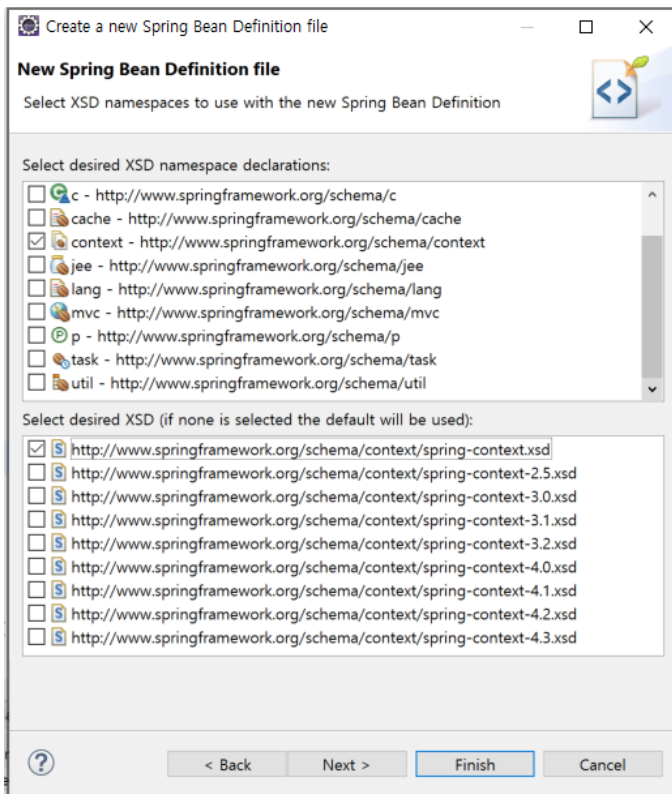 Create a new Spring Bean Definition file
New Spring Bean Definition file
Select XSD namespaces to use with the new Spring Bean Definition
Select desired XSD namespace declarations:
c - http://www.springframework.org/schema/c
cache - http://www.springframework.org/schema/cache
context - http://www.springframework.org/schema/context
jee - http://www.springframework.org/schema/jee
lang - http://www.springframework.org/schema/lang
mvc - http://www.springframework.org/schema/mvc
p - http://www.springframework.org/schema/p
task - http://www.springframework.org/schema/task
util - http://www.springframework.org/schema/util
Select desired XSD (if none is selected the default will be used):
http://www.springframework.org/schema/context/spring-context.xsd
http://www.springframework.org/schema/context/spring-context-2.5.xsd
http://www.springframework.org/schema/context/spring-context-3.0.xsd
http://www.springframework.org/schema/context/spring-context-3.1.xsd
http://www.springframework.org/schema/context/spring-context-3.2.xsd
http://www.springframework.org/schema/context/spring-context-4.0.xsd
http://www.springframework.org/schema/context/spring-context-4.1.xsd
http://www.springframework.org/schema/context/spring-context-4.2.xsd
http://www.springframework.org/schema/context/spring-context-4.3.xsd
< Back Next > Finish Cancel